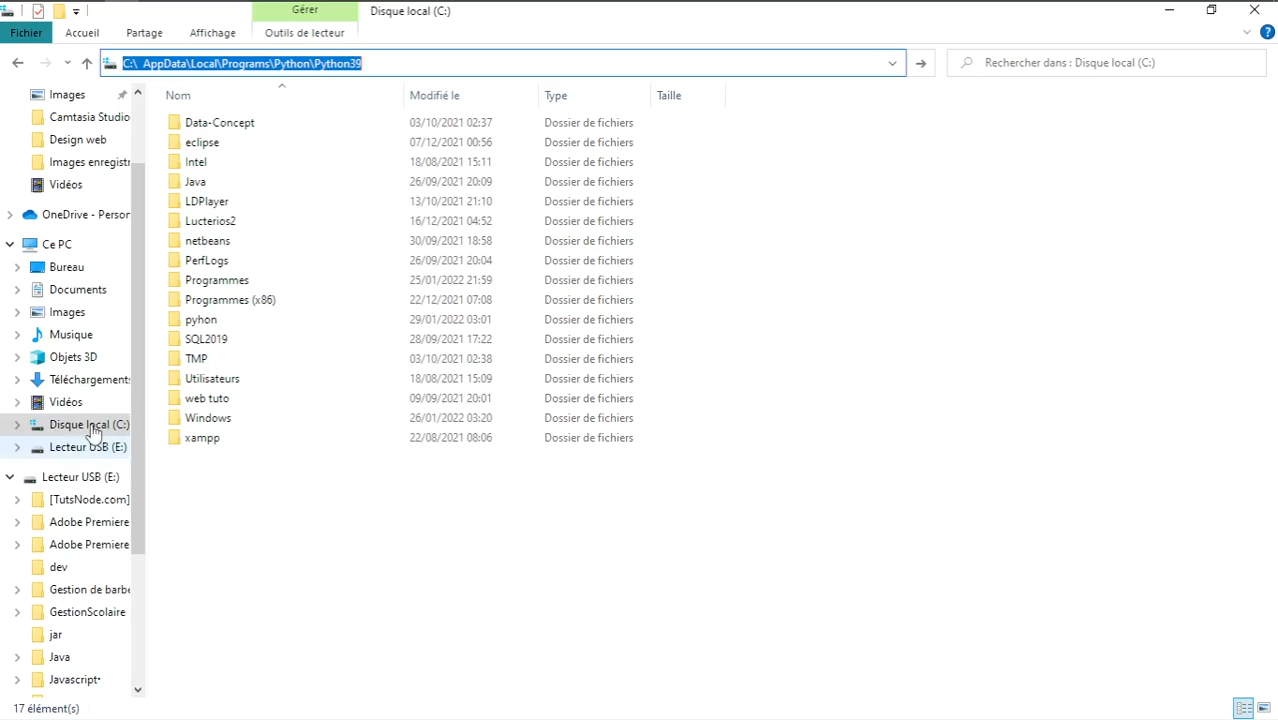 Gérer
Disque local (C:)
Fichier
Accueil
Partage
Affichage
Outils de lecteur
C:\  AppData\Local\Programs\Python\Python39
Rechercher dans : Disque local (C:)
Images
Camtasia Studio
Design web
Images enregistr
Vidéos
OneDrive - Person
Ce PC
Bureau
Documents
Images
Musique
Objets 3D
Téléchargements
Vidéos
Disque local (C:)
Lecteur USB (E:)
Lecteur USB (E:)
[TutsNode.com]
Adobe Premiere
Adobe Premiere
dev
Gestion de barbe
GestionScolaire
jar
Java
Javascript
Nom Modifié le Type Taille
Data-Concept 03/10/2021 02:37 Dossier de fichiers
eclipse 07/12/2021 00:56 Dossier de fichiers
Intel 18/08/2021 15:11 Dossier de fichiers
Java 26/09/2021 20:09 Dossier de fichiers
LDPlayer 13/10/2021 21:10 Dossier de fichiers
Lucterios2 16/12/2021 04:52 Dossier de fichiers
netbeans 30/09/2021 18:58 Dossier de fichiers
PerfLogs 26/09/2021 20:04 Dossier de fichiers
Programmes 25/01/2022 21:59 Dossier de fichiers
Programmes (x86) 22/12/2021 07:08 Dossier de fichiers
pyhon 29/01/2022 03:01 Dossier de fichiers
SQL2019 28/09/2021 17:22 Dossier de fichiers
TMP 03/10/2021 02:38 Dossier de fichiers
Utilisateurs 18/08/2021 15:09 Dossier de fichiers
web tuto 09/09/2021 20:01 Dossier de fichiers
Windows 26/01/2022 03:20 Dossier de fichiers
xampp 22/08/2021 08:06 Dossier de fichiers
17 élément(s)